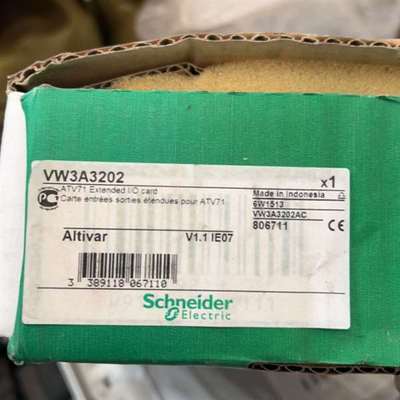 VW3A3202 x1
ATV71 Extended I/O card
Carte entrées sorties étendues pour ATV71
Made in Indonesia
6W1513
VW3A3202AC
806711
Altivar V1.1 IE07
3 389118 067110
Schneider
Electric